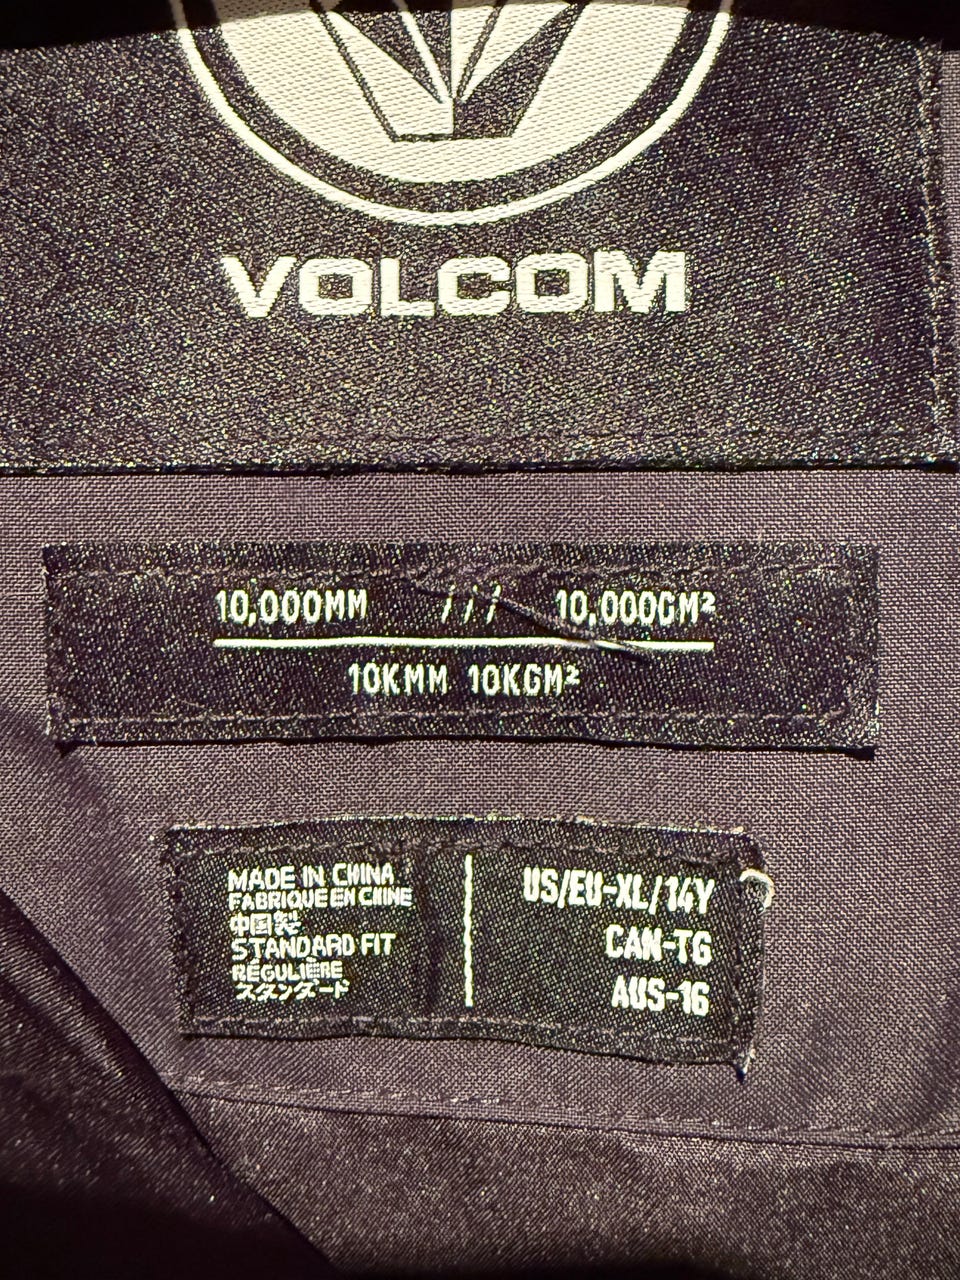 VOLCOM
10,000MM /// 10,000GM²
10KMM 10KGM²
MADE IN CHINA
FABRIQUE EN CHINE
中国製
STANDARD FIT
RÉGULIÈRE
スタンダード
US/EU-XL/14Y
CAN-TG
AUS-16